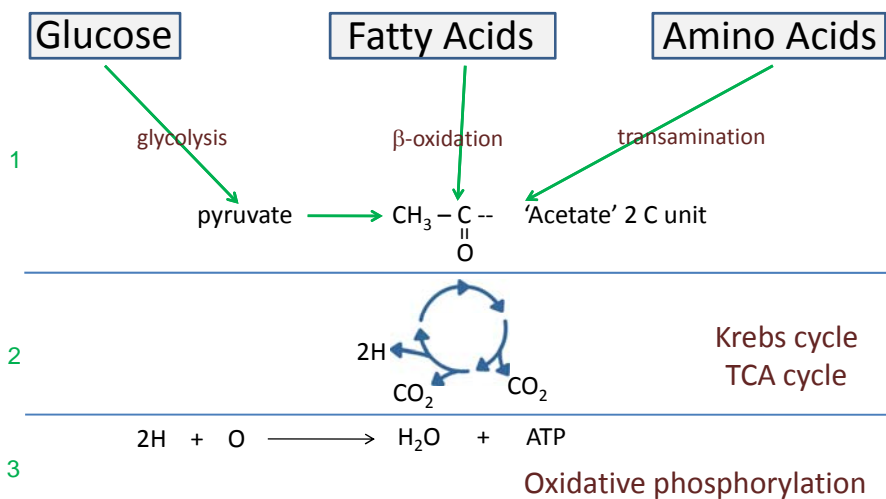 Glucose
Fatty Acids
Amino Acids
glycolysis
β-oxidation
transamination
1
pyruvate
CH₃ – C --
'Acetate' 2 C unit
=
O
2
2H
CO₂
CO₂
Krebs cycle
TCA cycle
2H + O ⟶ H₂O + ATP
3
Oxidative phosphorylation